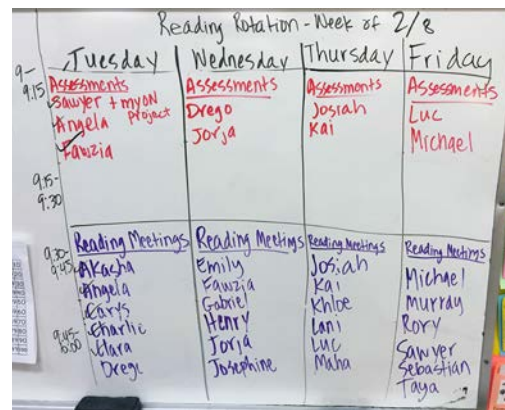 Reading Rotation - Week of 2/8
Tuesday
Wednesday
Thursday
Friday
9-
9:15
Assessments
Sawyer + myON
project
Angela
Fawzia
Assessments
Drego
Jorja
Assessments
Josiah
Kai
Assessments
Luc
Michael
9:15-
9:30
9:30-
9:45
Reading Meetings
Akasha
Angela
Carys
Charlie
Clara
Drego
9:45-
Reading Meetings
Emily
Fawzia
Gabriel
Henry
Jorja
Josephine
Reading Meetings
Josiah
Kai
Khloe
Lani
Luc
Maha
Reading Meetings
Michael
Murray
Rory
Sawyer
Sebastian
Taya